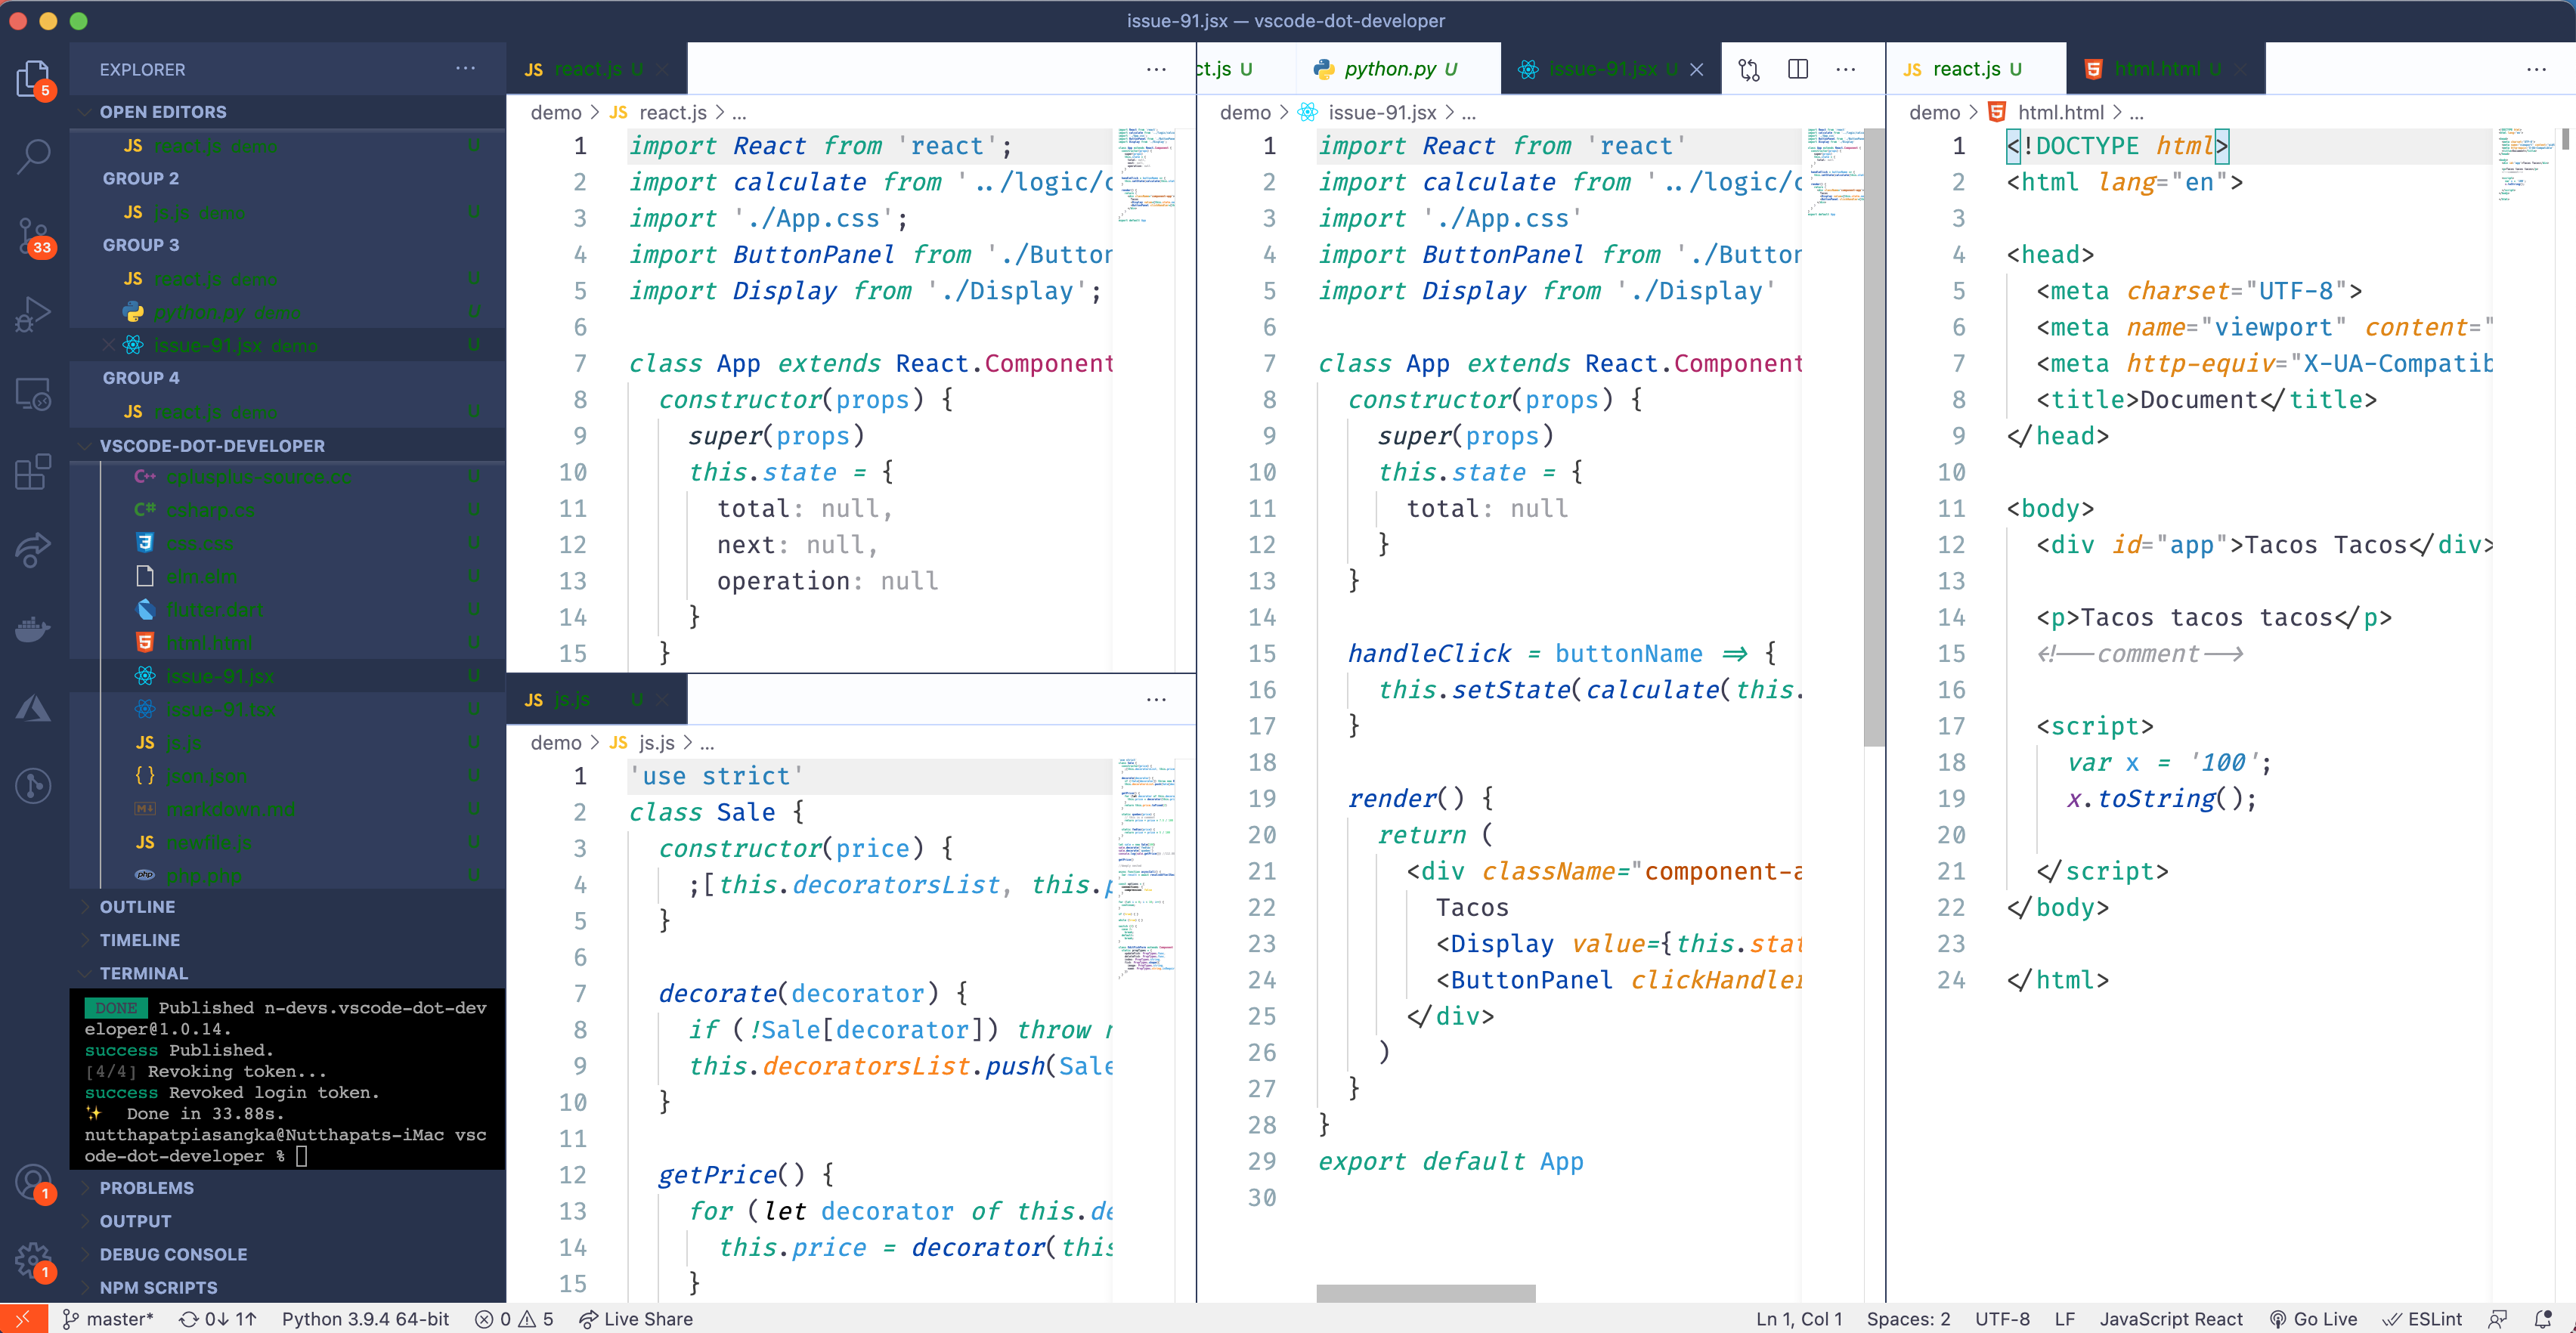 issue-91.jsx — vscode-dot-developer
EXPLORER
OPEN EDITORS
JS react.js demo U
GROUP 2
JS js.js demo U
GROUP 3
JS react.js demo U
python.py demo U
issue-91.jsx demo U
GROUP 4
JS react.js demo U
VSCODE-DOT-DEVELOPER
cplusplus-source.cc U
csharp.cs U
css.css U
elm.elm U
flutter.dart U
html.html U
issue-91.jsx U
issue-91.tsx U
JS js.js U
{ } json.json U
markdown.md U
JS newfile.js U
php php.php U
OUTLINE
TIMELINE
TERMINAL
DONE Published n-devs.vscode-dot-dev
eloper@1.0.14.
success Published.
[4/4] Revoking token...
success Revoked login token.
✨ Done in 33.88s.
nutthapatpiasangka@Nutthapats-iMac vsc
ode-dot-developer %
PROBLEMS
OUTPUT
DEBUG CONSOLE
NPM SCRIPTS
5
33
1
1
JS react.js U
demo > JS react.js > ...
1 import React from 'react';
2 import calculate from '../logic/c
3 import './App.css';
4 import ButtonPanel from './Button
5 import Display from './Display';
6
7 class App extends React.Component
8 constructor(props) {
9 super(props)
10 this.state = {
11 total: null,
12 next: null,
13 operation: null
14 }
15 }
JS js.js U
demo > JS js.js > ...
1 'use strict'
2 class Sale {
3 constructor(price) {
4 ;[this.decoratorsList, this.p
5 }
6
7 decorate(decorator) {
8 if (!Sale[decorator]) throw n
9 this.decoratorsList.push(Sale
10 }
11
12 getPrice() {
13 for (let decorator of this.de
14 this.price = decorator(this
15 }
ct.js U python.py U issue-91.jsx U
demo > issue-91.jsx > ...
1 import React from 'react'
2 import calculate from '../logic/c
3 import './App.css'
4 import ButtonPanel from './Button
5 import Display from './Display'
6
7 class App extends React.Component
8 constructor(props) {
9 super(props)
10 this.state = {
11 total: null
12 }
13 }
14
15 handleClick = buttonName => {
16 this.setState(calculate(this.
17 }
18
19 render() {
20 return (
21 <div className="component-a
22 Tacos
23 <Display value={this.stat
24 <ButtonPanel clickHandler
25 </div>
26 )
27 }
28 }
29 export default App
30
JS react.js U html.html U
demo > html.html > ...
1 <!DOCTYPE html>
2 <html lang="en">
3
4 <head>
5 <meta charset="UTF-8">
6 <meta name="viewport" content="
7 <meta http-equiv="X-UA-Compatib
8 <title>Document</title>
9 </head>
10
11 <body>
12 <div id="app">Tacos Tacos</div>
13
14 <p>Tacos tacos tacos</p>
15 <!--comment-->
16
17 <script>
18 var x = '100';
19 x.toString();
20
21 </script>
22 </body>
23
24 </html>
master* 0↓ 1↑ Python 3.9.4 64-bit 0 5 Live Share Ln 1, Col 1 Spaces: 2 UTF-8 LF JavaScript React Go Live ESLint